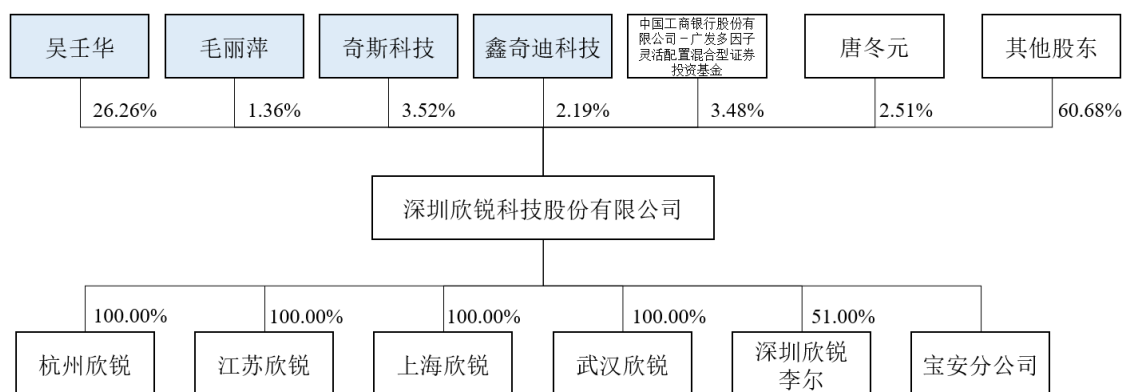 吴壬华
毛丽萍
奇斯科技
鑫奇迪科技
中国工商银行股份有
限公司－广发多因子
灵活配置混合型证券
投资基金
唐冬元
其他股东
26.26%
1.36%
3.52%
2.19%
3.48%
2.51%
60.68%
深圳欣锐科技股份有限公司
100.00%
100.00%
100.00%
100.00%
51.00%
杭州欣锐
江苏欣锐
上海欣锐
武汉欣锐
深圳欣锐
李尔
宝安分公司